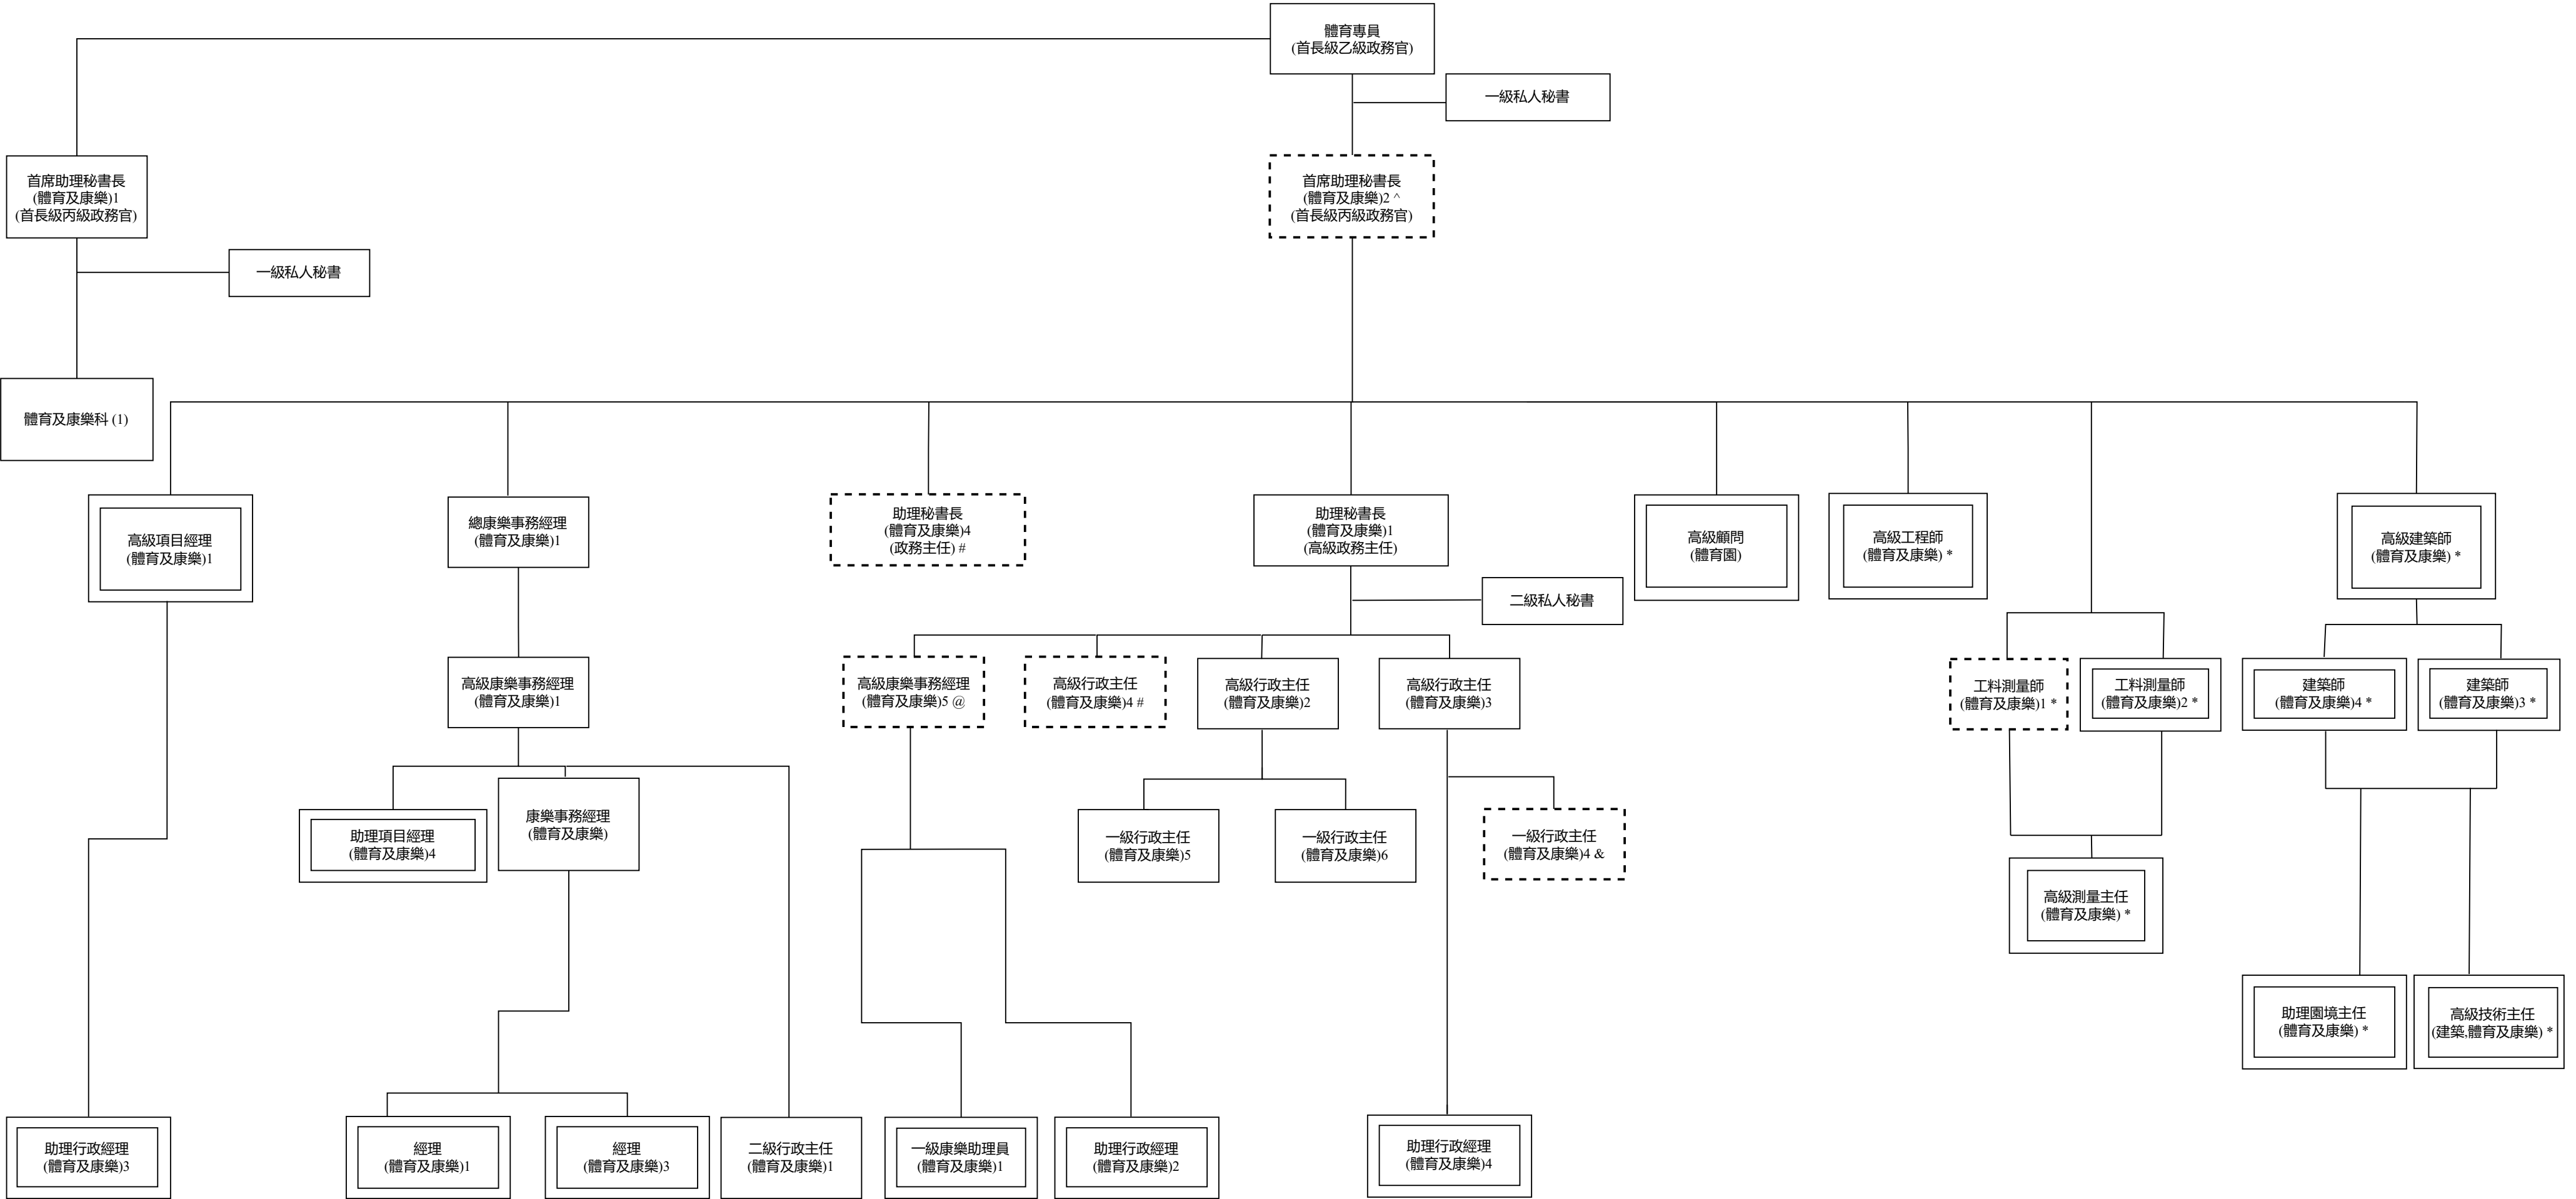 體育專員
(首長級乙級政務官)
一級私人秘書
首席助理秘書長
(體育及康樂)1
(首長級丙級政務官)
首席助理秘書長
(體育及康樂)2 ^
(首長級丙級政務官)
一級私人秘書
體育及康樂科 (1)
高級項目經理
(體育及康樂)1
總康樂事務經理
(體育及康樂)1
助理秘書長
(體育及康樂)4
(政務主任) #
助理秘書長
(體育及康樂)1
(高級政務主任)
高級顧問
(體育園)
高級工程師
(體育及康樂) *
高級建築師
(體育及康樂) *
二級私人秘書
高級康樂事務經理
(體育及康樂)1
高級康樂事務經理
(體育及康樂)5 @
高級行政主任
(體育及康樂)4 #
高級行政主任
(體育及康樂)2
高級行政主任
(體育及康樂)3
工料測量師
(體育及康樂)1 *
工料測量師
(體育及康樂)2 *
建築師
(體育及康樂)4 *
建築師
(體育及康樂)3 *
助理項目經理
(體育及康樂)4
康樂事務經理
(體育及康樂)
一級行政主任
(體育及康樂)5
一級行政主任
(體育及康樂)6
一級行政主任
(體育及康樂)4 &
高級測量主任
(體育及康樂) *
助理園境主任
(體育及康樂) *
高級技術主任
(建築,體育及康樂) *
助理行政經理
(體育及康樂)3
經理
(體育及康樂)1
經理
(體育及康樂)3
二級行政主任
(體育及康樂)1
一級康樂助理員
(體育及康樂)1
助理行政經理
(體育及康樂)2
助理行政經理
(體育及康樂)4